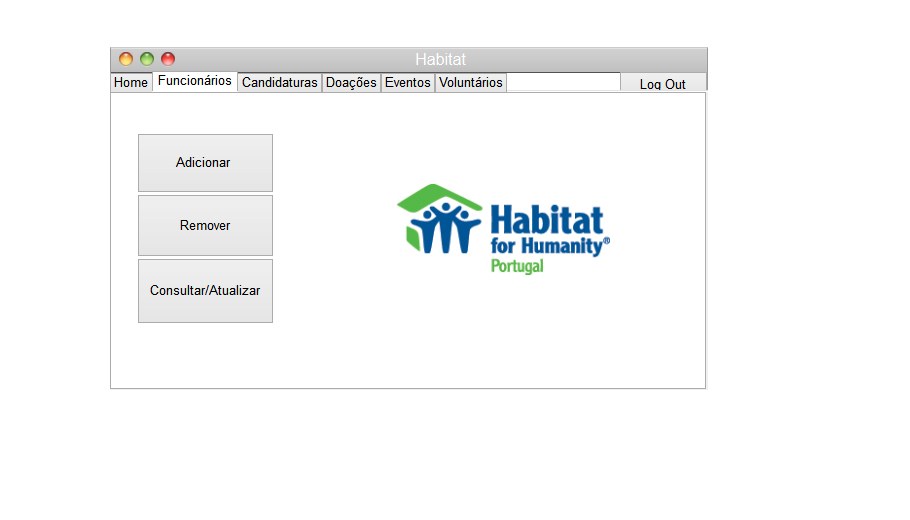 Habitat
Home Funcionários Candidaturas Doações Eventos Voluntários Log Out
Adicionar
Remover
Consultar/Atualizar
Habitat
for Humanity®
Portugal